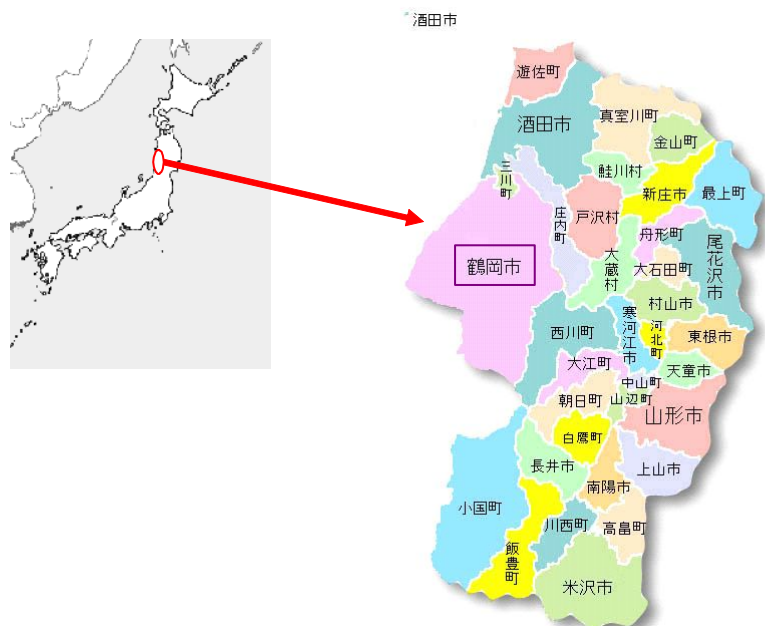 酒田市
遊佐町
酒田市
真室川町
金山町
三川町
鮭川村
新庄市
最上町
庄内町
戸沢村
舟形町
尾花沢市
鶴岡市
大蔵村
大石田町
村山市
西川町
寒河江市
河北町
東根市
大江町
天童市
中山町
朝日町
山辺町
山形市
白鷹町
長井市
上山市
南陽市
小国町
川西町
高畠町
飯豊町
米沢市